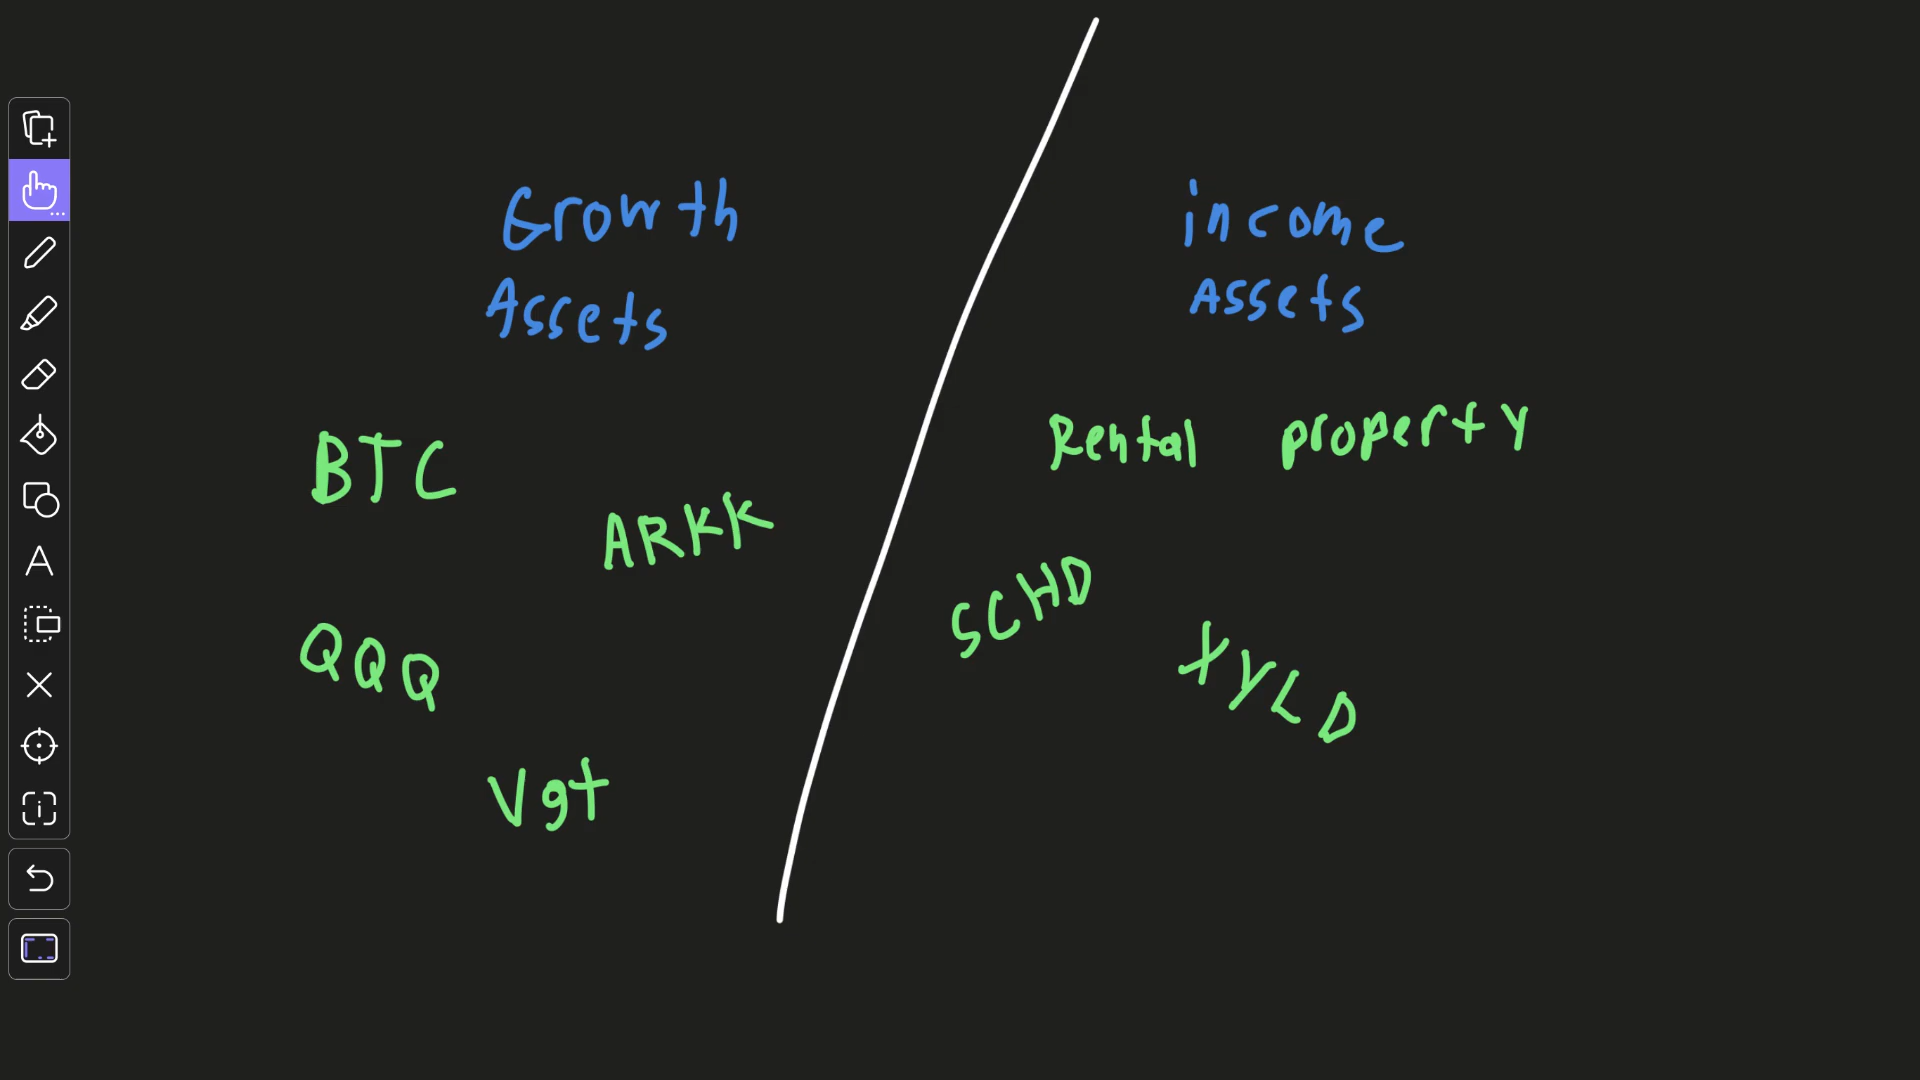 Growth
Assets
BTC
ARKK
QQQ
Vgt
income
Assets
Rental property
SCHD
XYLD